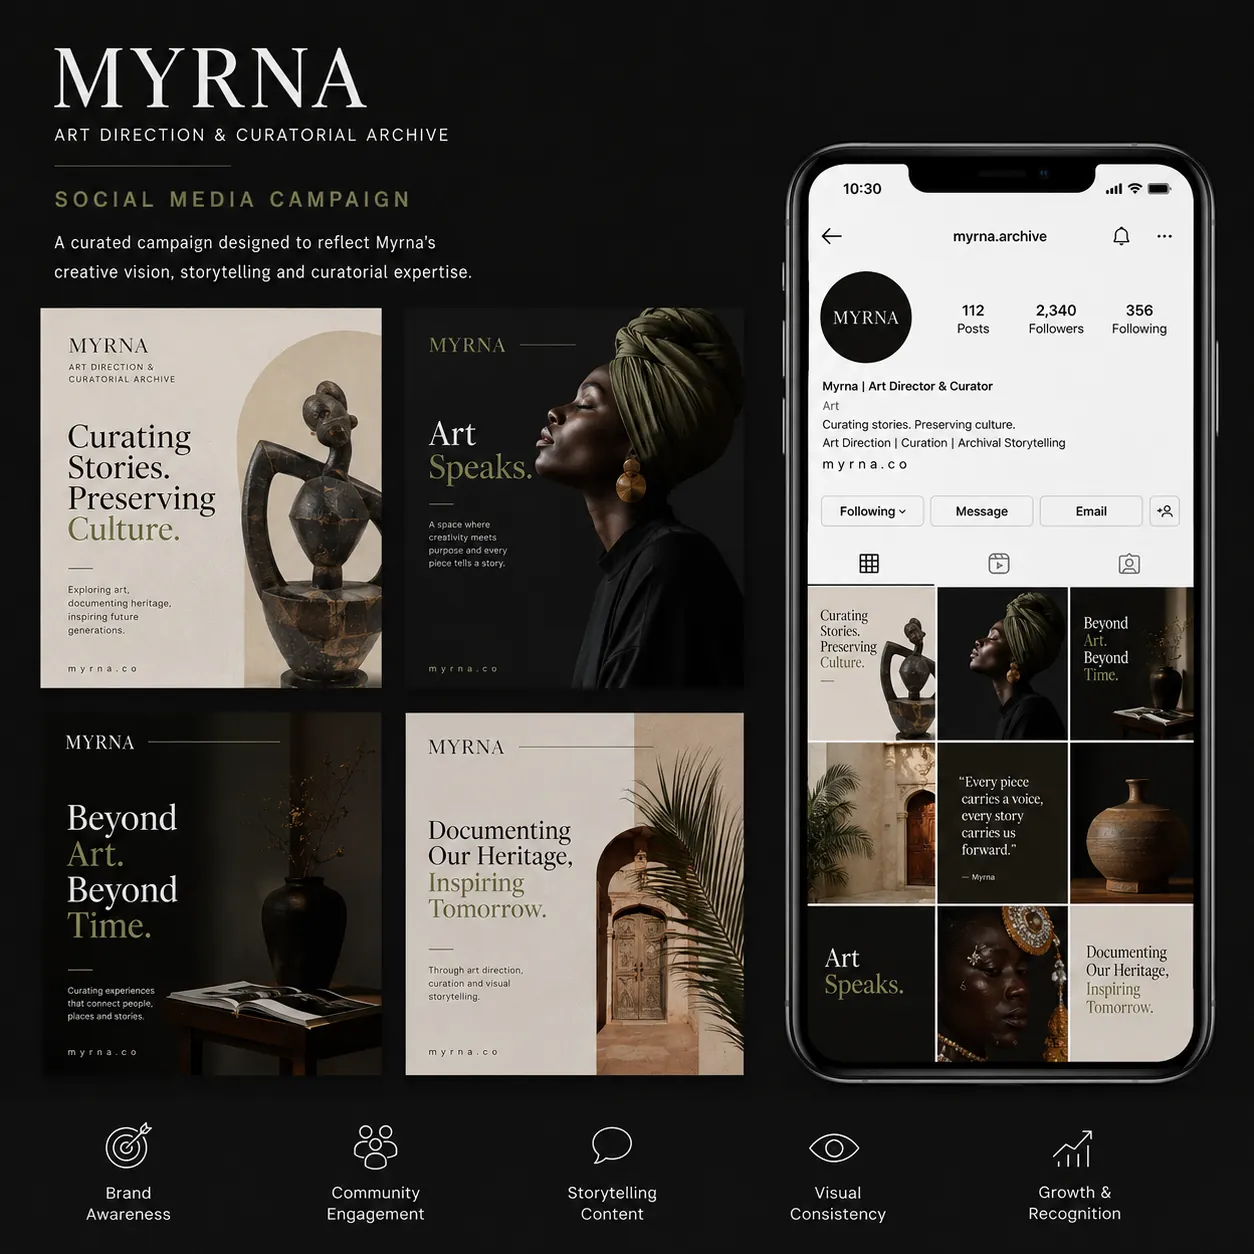 MYRNA
ART DIRECTION & CURATORIAL ARCHIVE
SOCIAL MEDIA CAMPAIGN
A curated campaign designed to reflect Myrna's
creative vision, storytelling and curatorial expertise.
MYRNA
ART DIRECTION &
CURATORIAL ARCHIVE
Curating
Stories.
Preserving
Culture.
Exploring art,
documenting heritage,
inspiring future
generations.
myrna.co
MYRNA
Art
Speaks.
A space where
creativity meets
purpose and every
piece tells a story.
myrna.co
MYRNA
Beyond
Art.
Beyond
Time.
Curating experiences
that connect people,
places and stories.
myrna.co
MYRNA
Documenting
Our Heritage,
Inspiring
Tomorrow.
Through art direction,
curation and visual
storytelling.
myrna.co
10:30
myrna.archive
MYRNA
112
Posts
2,340
Followers
356
Following
Myrna | Art Director & Curator
Art
Curating stories. Preserving culture.
Art Direction | Curation | Archival Storytelling
myrna.co
Following
Message
Email
Curating
Stories.
Preserving
Culture.
Beyond
Art.
Beyond
Time.
“Every piece
carries a voice,
every story
carries us
forward.”
— Myrna
Art
Speaks.
Documenting
Our Heritage,
Inspiring
Tomorrow.
Brand
Awareness
Community
Engagement
Storytelling
Content
Visual
Consistency
Growth &
Recognition